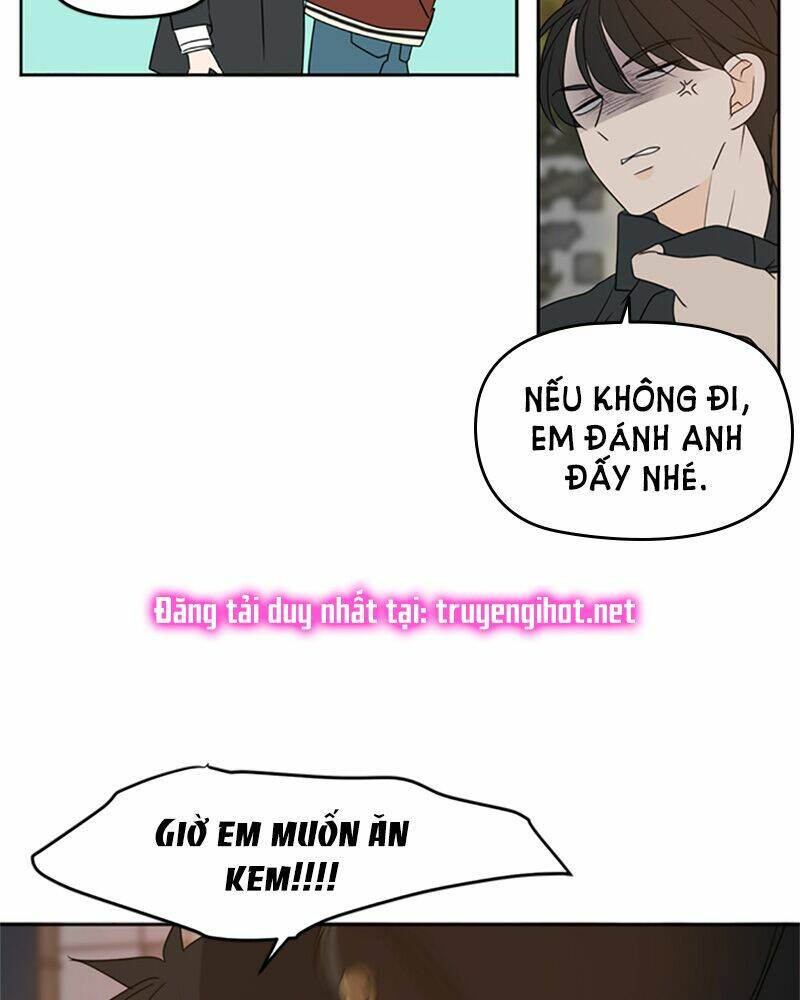 NẾU KHÔNG ĐI,
EM ĐÁNH ANH
ĐẤY NHÉ.
Đăng tải duy nhất tại: truyengihot.net
GIỜ EM MUỐN ĂN
KEM!!!!